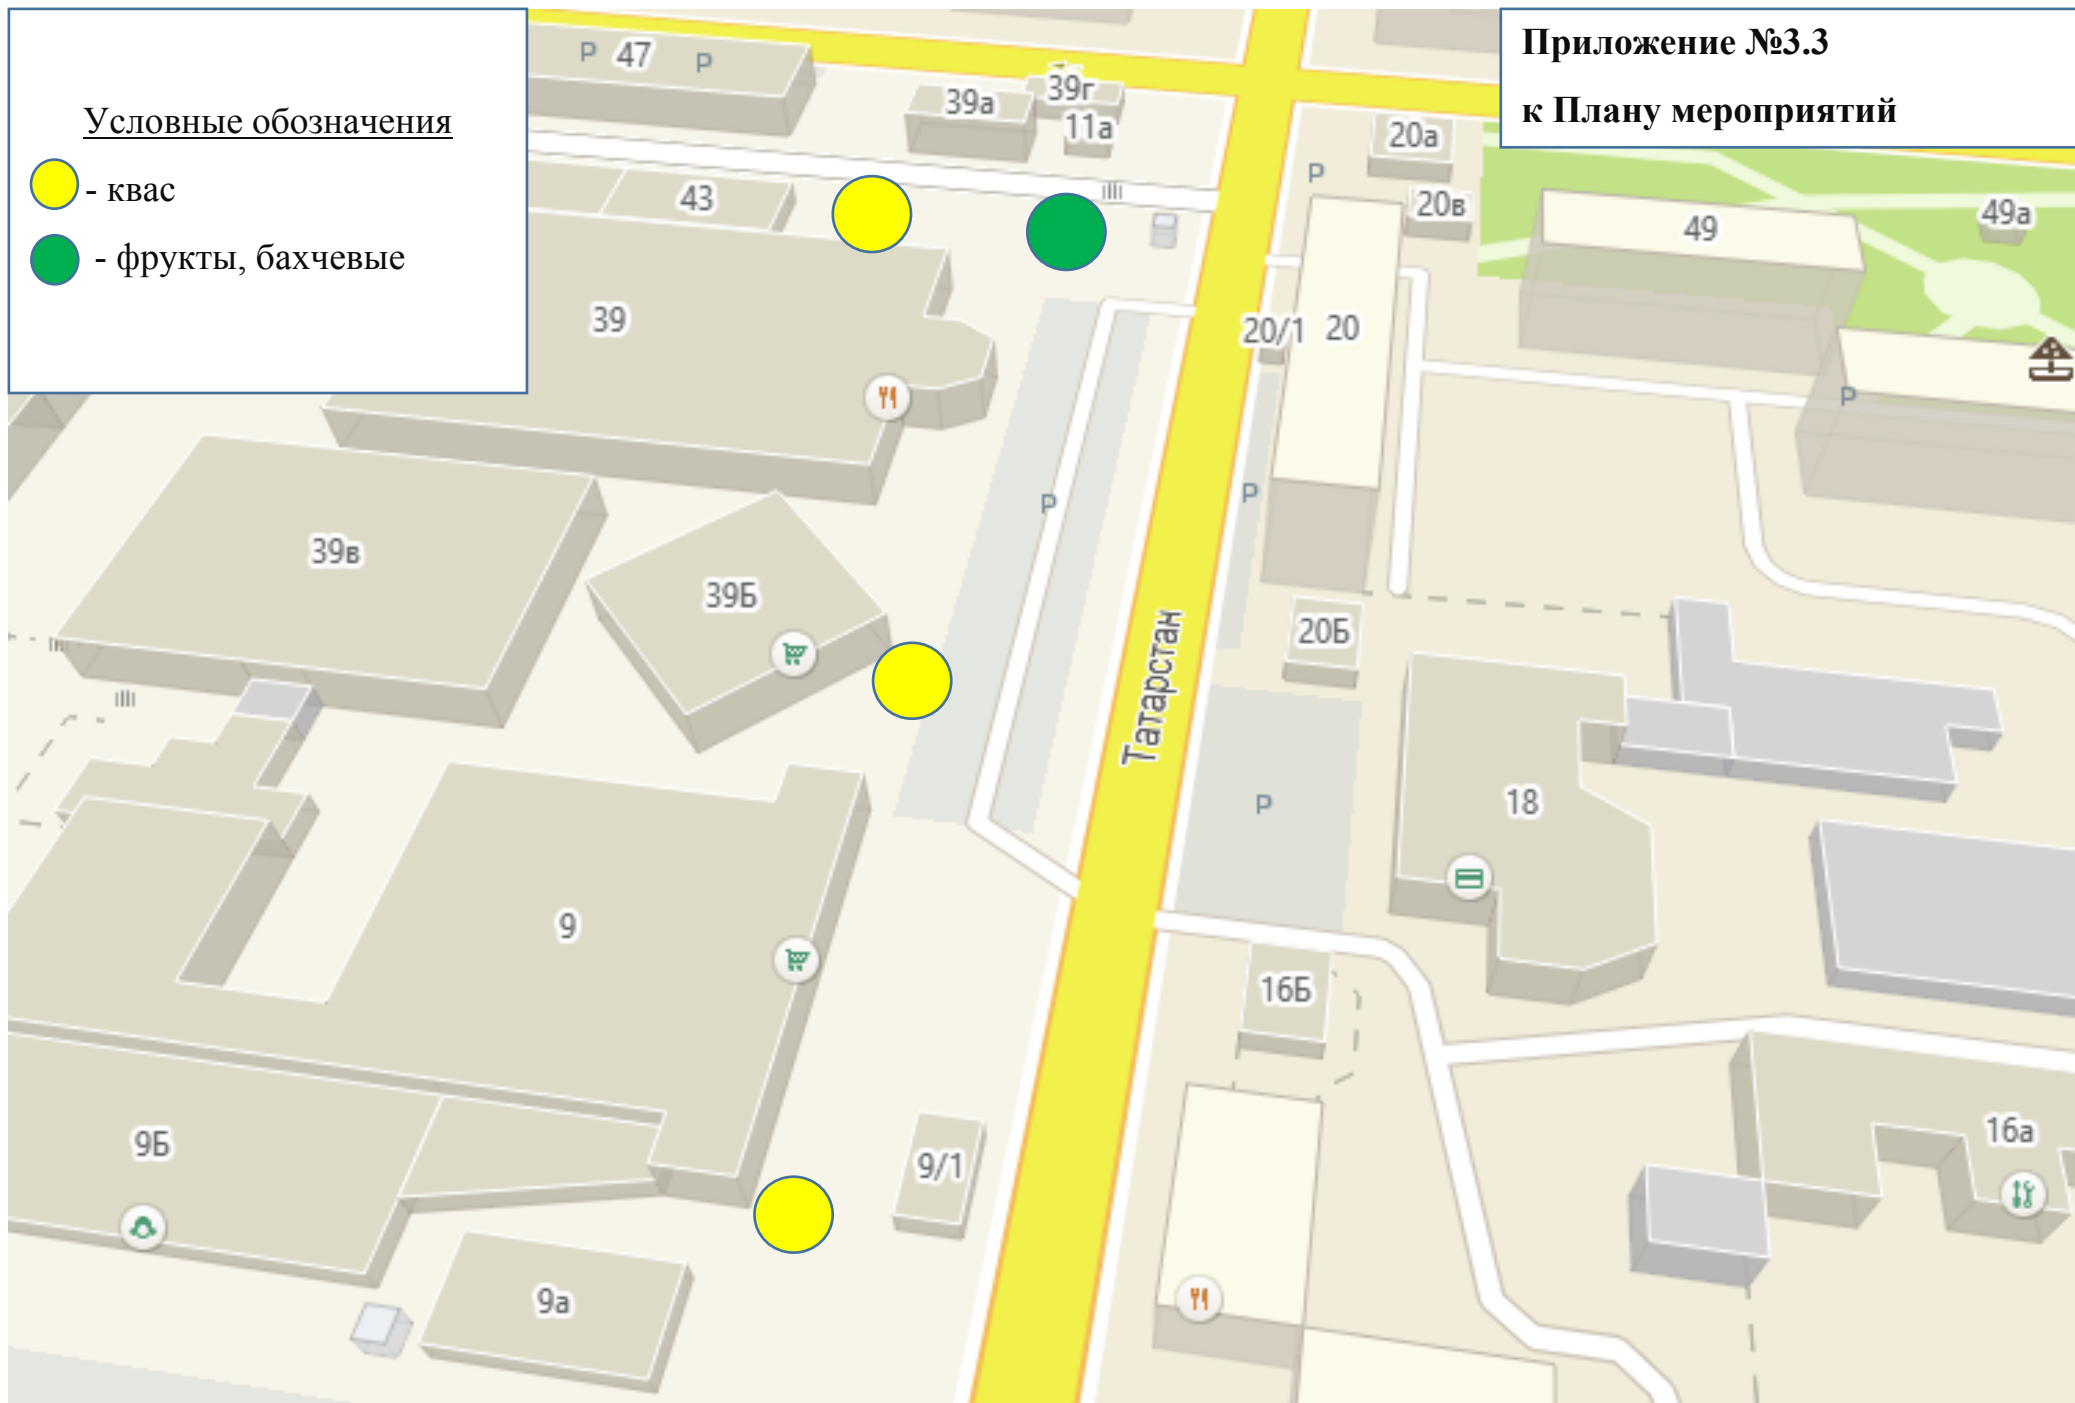 Приложение №3.3
к Плану мероприятий
Условные обозначения
- квас
- фрукты, бахчевые
P 47 P
39а
39г
11а
20а
P
43
20в
49
49а
39
20/1 20
P
P
P
39в
39Б
20Б
Татарстан
18
P
9
16Б
9Б
9/1
16а
9а